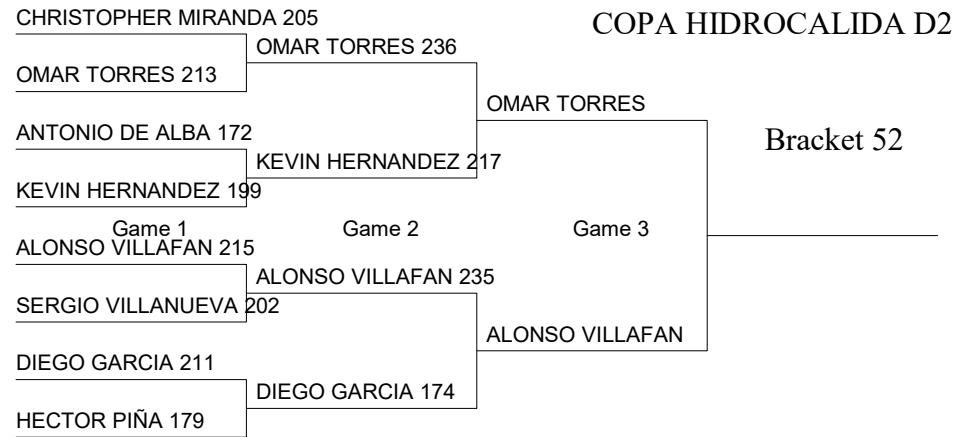 CHRISTOPHER MIRANDA 205
COPA HIDROCALIDA D2
OMAR TORRES 236
OMAR TORRES 213
OMAR TORRES
ANTONIO DE ALBA 172
Bracket 52
KEVIN HERNANDEZ 217
KEVIN HERNANDEZ 199
Game 1
Game 2
Game 3
ALONSO VILLAFAN 215
ALONSO VILLAFAN 235
SERGIO VILLANUEVA 202
ALONSO VILLAFAN
DIEGO GARCIA 211
DIEGO GARCIA 174
HECTOR PIÑA 179